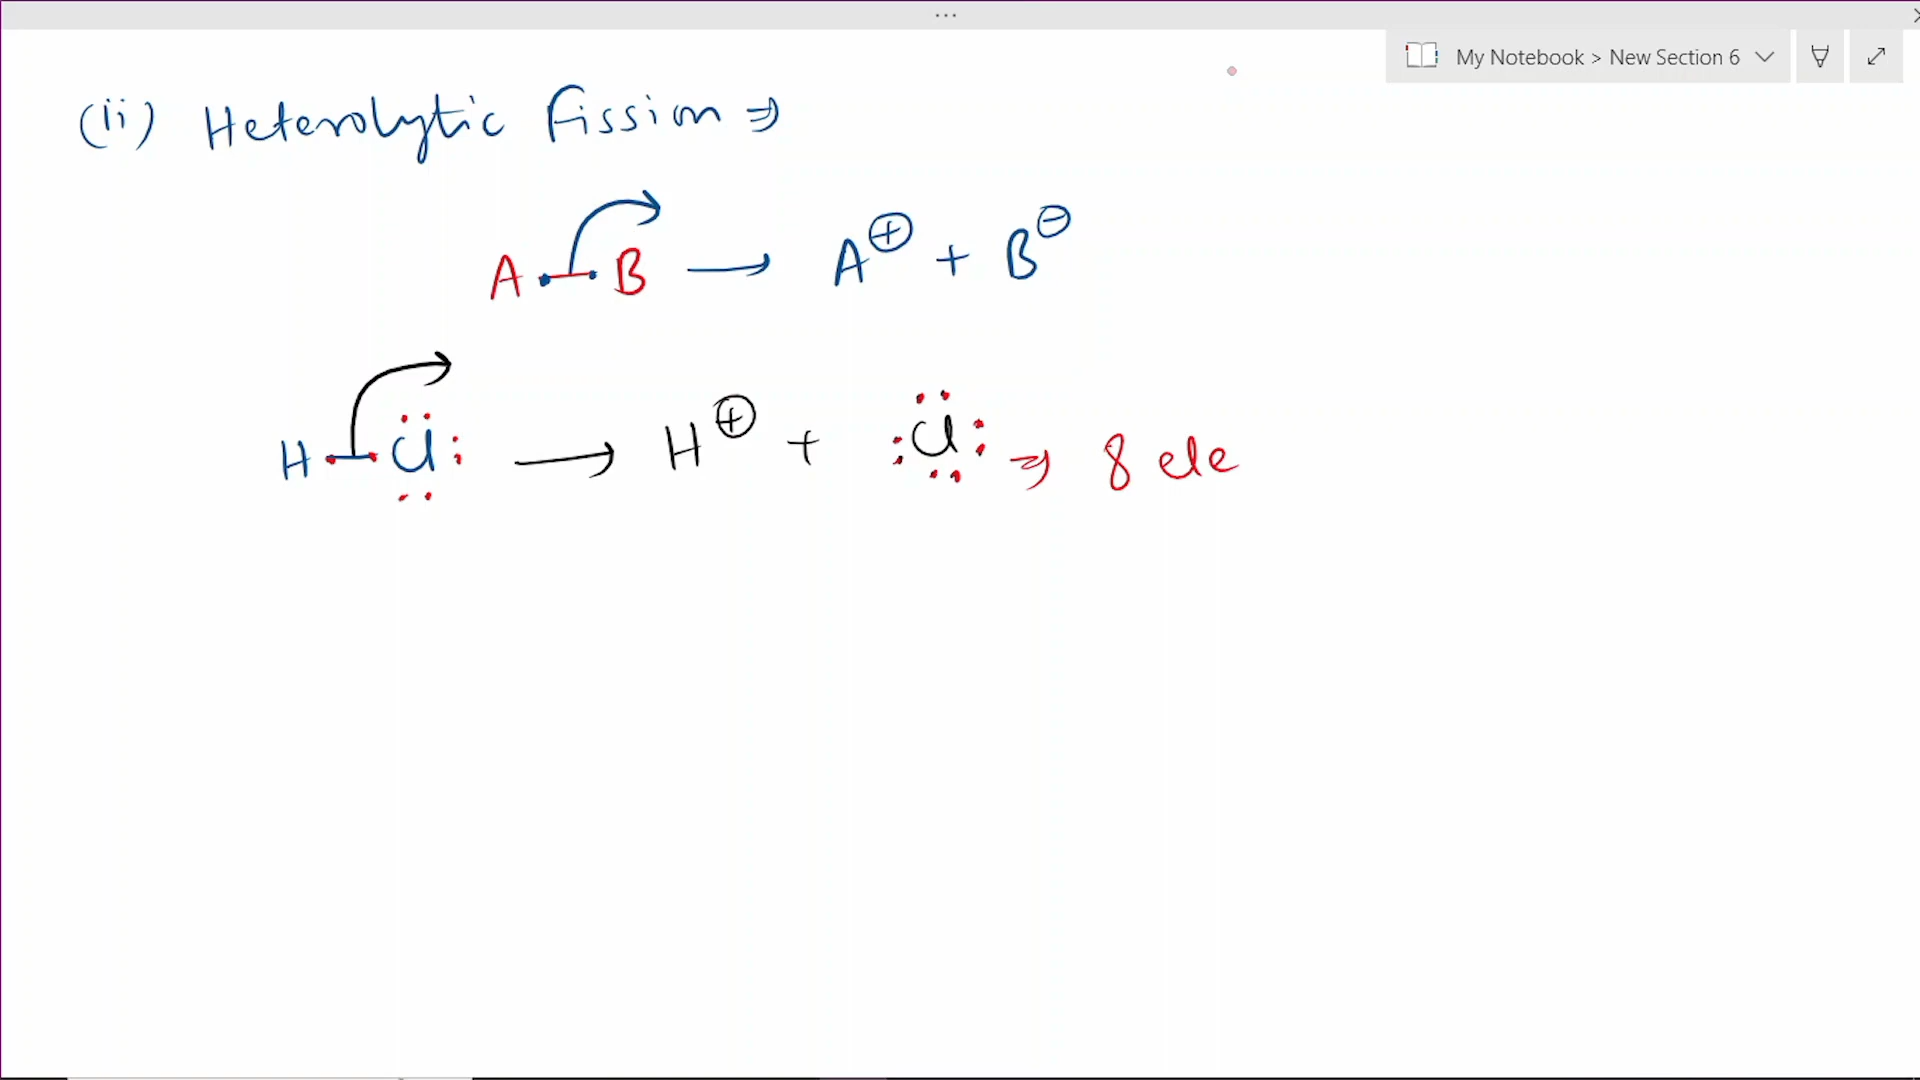 My Notebook > New Section 6
(ii) Heterolytic Fission ⇒
A—B → A⊕ + B⊖
H—Cl → H⊕ + Cl ⇒ 8 ele